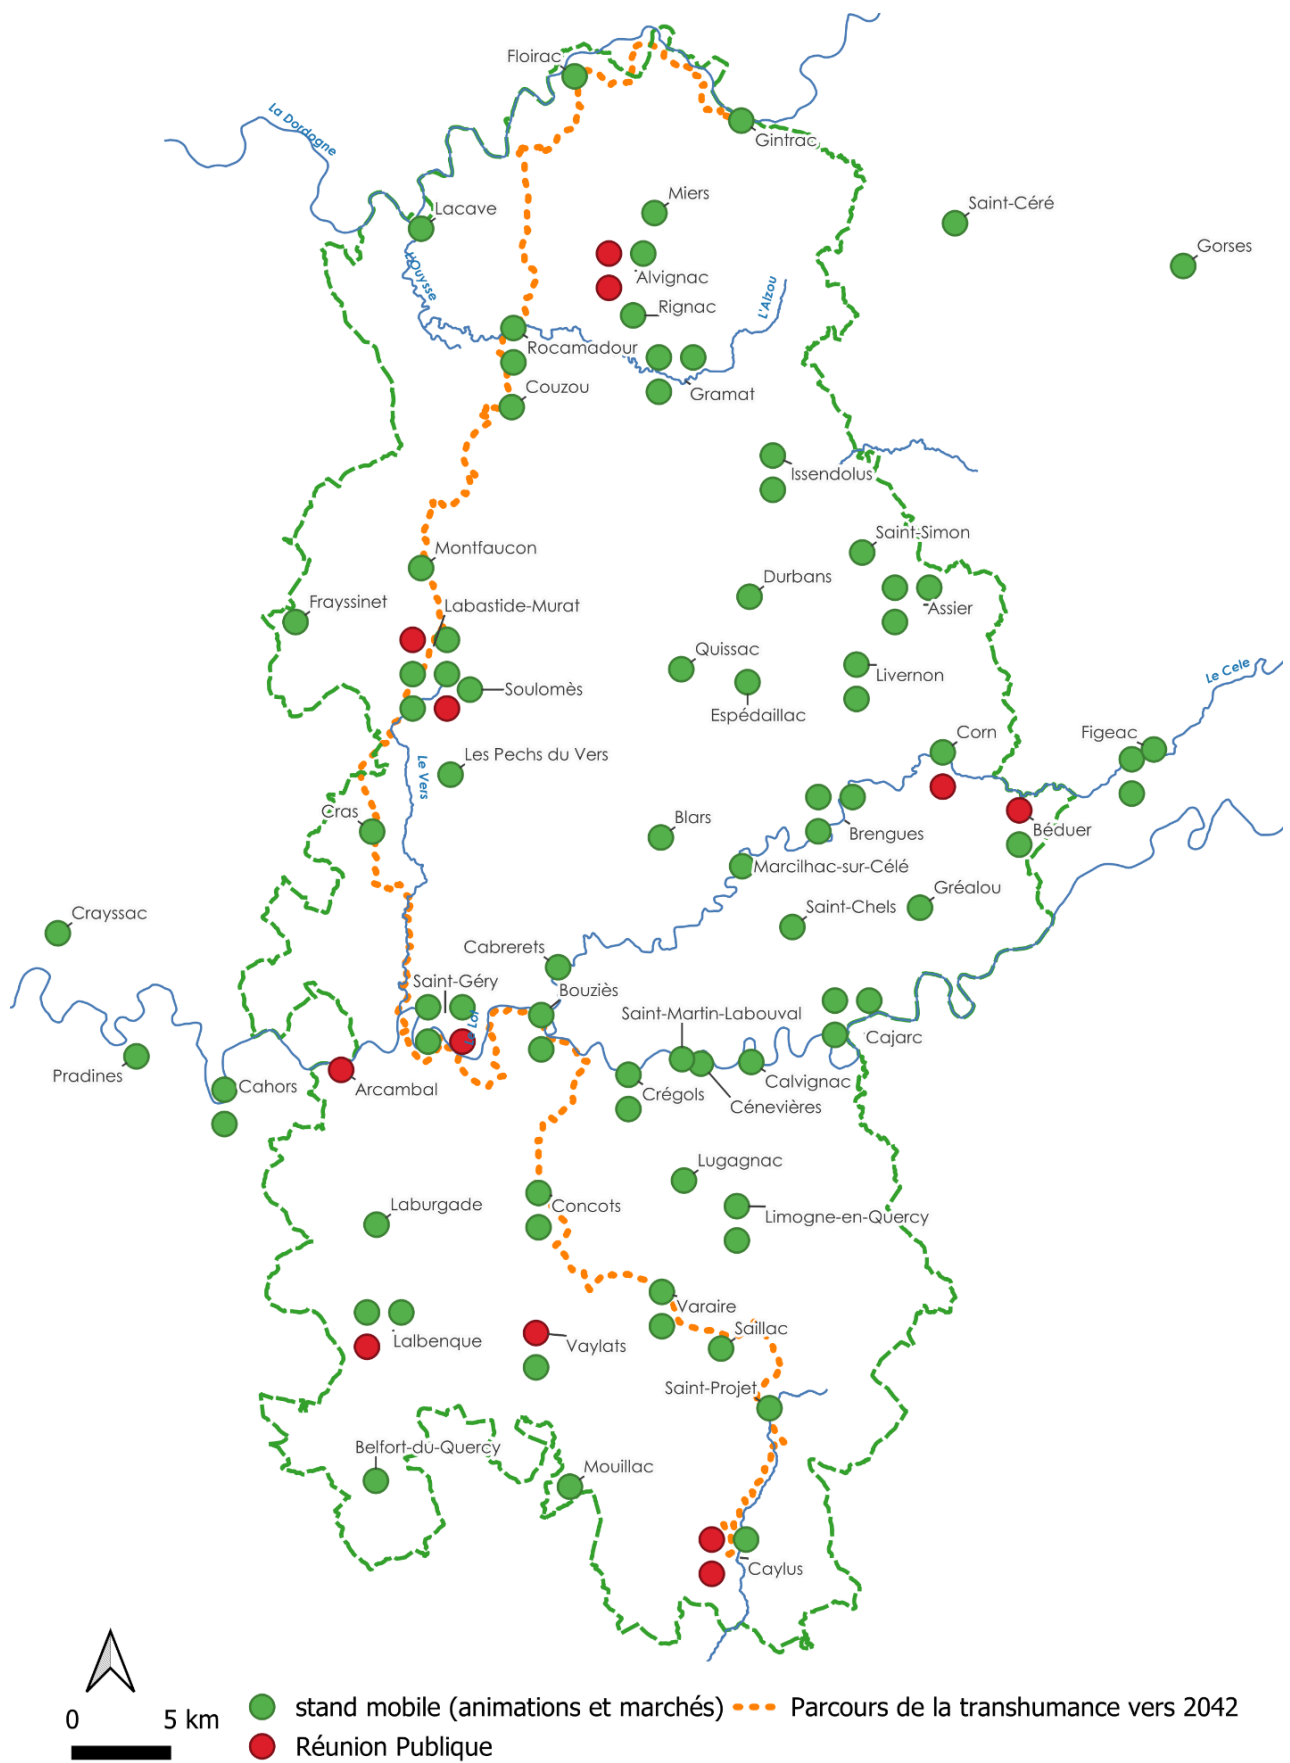 Floirac
Gintrac
La Dordogne
Miers
Saint-Céré
Lacave
Gorses
Alvignac
L'Ouysse
L'Alzou
Rignac
Rocamadour
Couzou
Gramat
Issendolus
Saint-Simon
Montfaucon
Durbans
Frayssinet
Labastide-Murat
Assier
Quissac
Livernon
Le Cele
Soulomès
Espédaillac
Corn
Figeac
Les Pechs du Vers
Le Vers
Cras
Blars
Brengues
Béduer
Marcilhac-sur-Célé
Gréalou
Saint-Chels
Crayssac
Cabrerets
Saint-Géry
Bouziès
Le Lot
Saint-Martin-Labouval
Cajarc
Pradines
Cahors
Arcambal
Calvignac
Crégols
Cénevières
Lugagnac
Laburgade
Concots
Limogne-en-Quercy
Varaire
Saillac
Lalbenque
Vaylats
Saint-Projet
Belfort-du-Quercy
Mouillac
Caylus
0 5 km
stand mobile (animations et marchés)
Parcours de la transhumance vers 2042
Réunion Publique